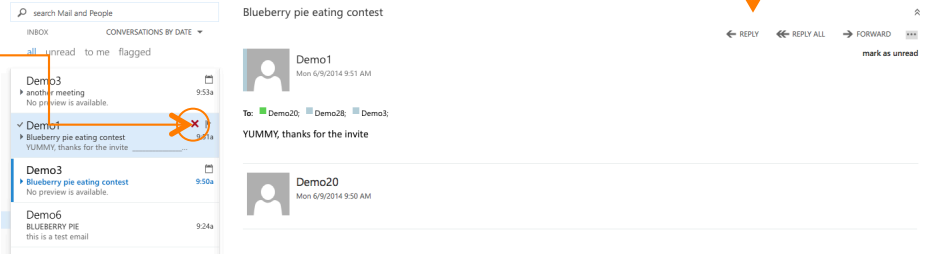 search Mail and People
INBOX CONVERSATIONS BY DATE
all unread to me flagged
Demo3
another meeting 9:53a
No preview is available.
Demo1
Blueberry pie eating contest 9:51a
YUMMY, thanks for the invite ________________...
Demo3
Blueberry pie eating contest 9:50a
No preview is available.
Demo6
BLUEBERRY PIE 9:24a
this is a test email
Blueberry pie eating contest
REPLY REPLY ALL FORWARD ...
mark as unread
Demo1
Mon 6/9/2014 9:51 AM
To: Demo20; Demo28; Demo3;
YUMMY, thanks for the invite
Demo20
Mon 6/9/2014 9:50 AM